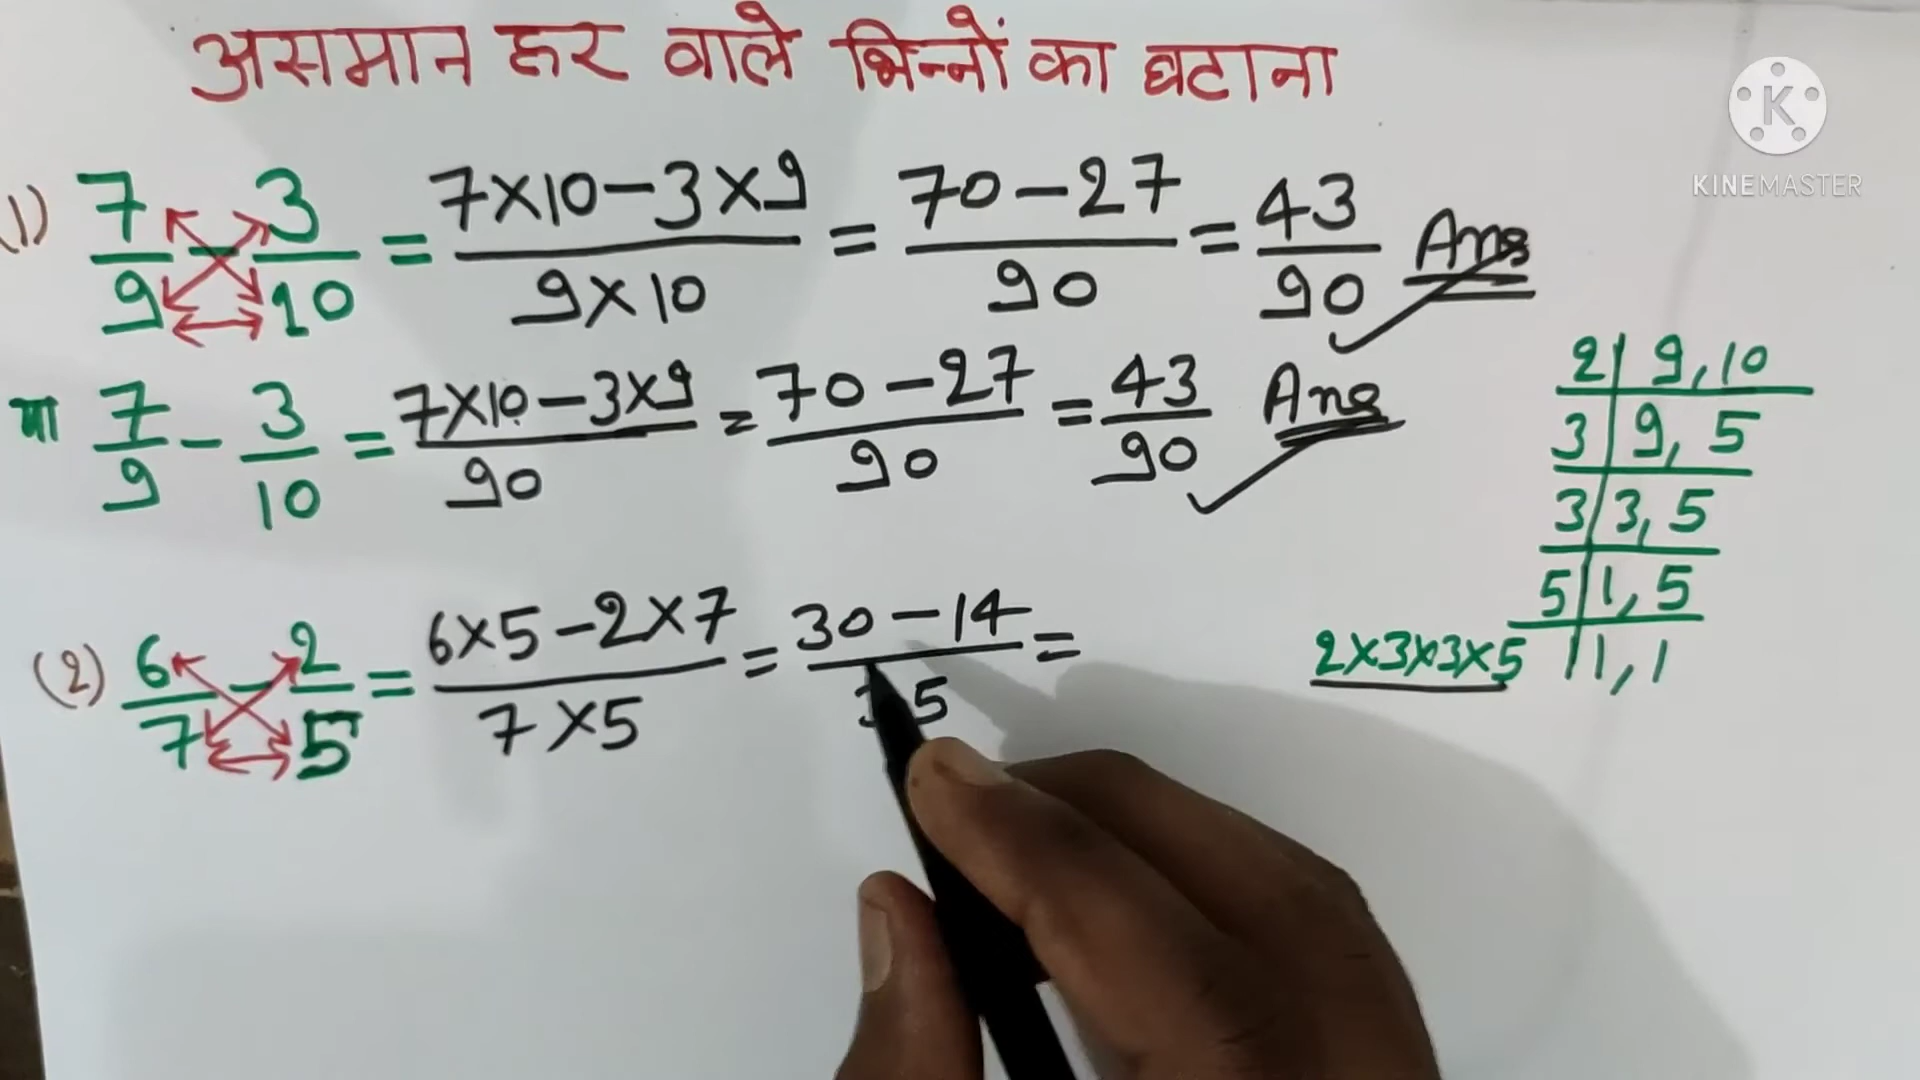 असमान हर वाले भिन्नों का घटाना
KINEMASTER
(1) 7/9 - 3/10 = 7×10-3×9 / 9×10 = 70-27 / 90 = 43/90 Ans
या 7/9 - 3/10 = 7×10-3×9 / 90 = 70-27 / 90 = 43/90 Ans
2 | 9, 10
3 | 9, 5
3 | 3, 5
5 | 1, 5
2×3×3×5 | 1, 1
(2) 6/7 - 2/5 = 6×5-2×7 / 7×5 = 30-14 / 35 =